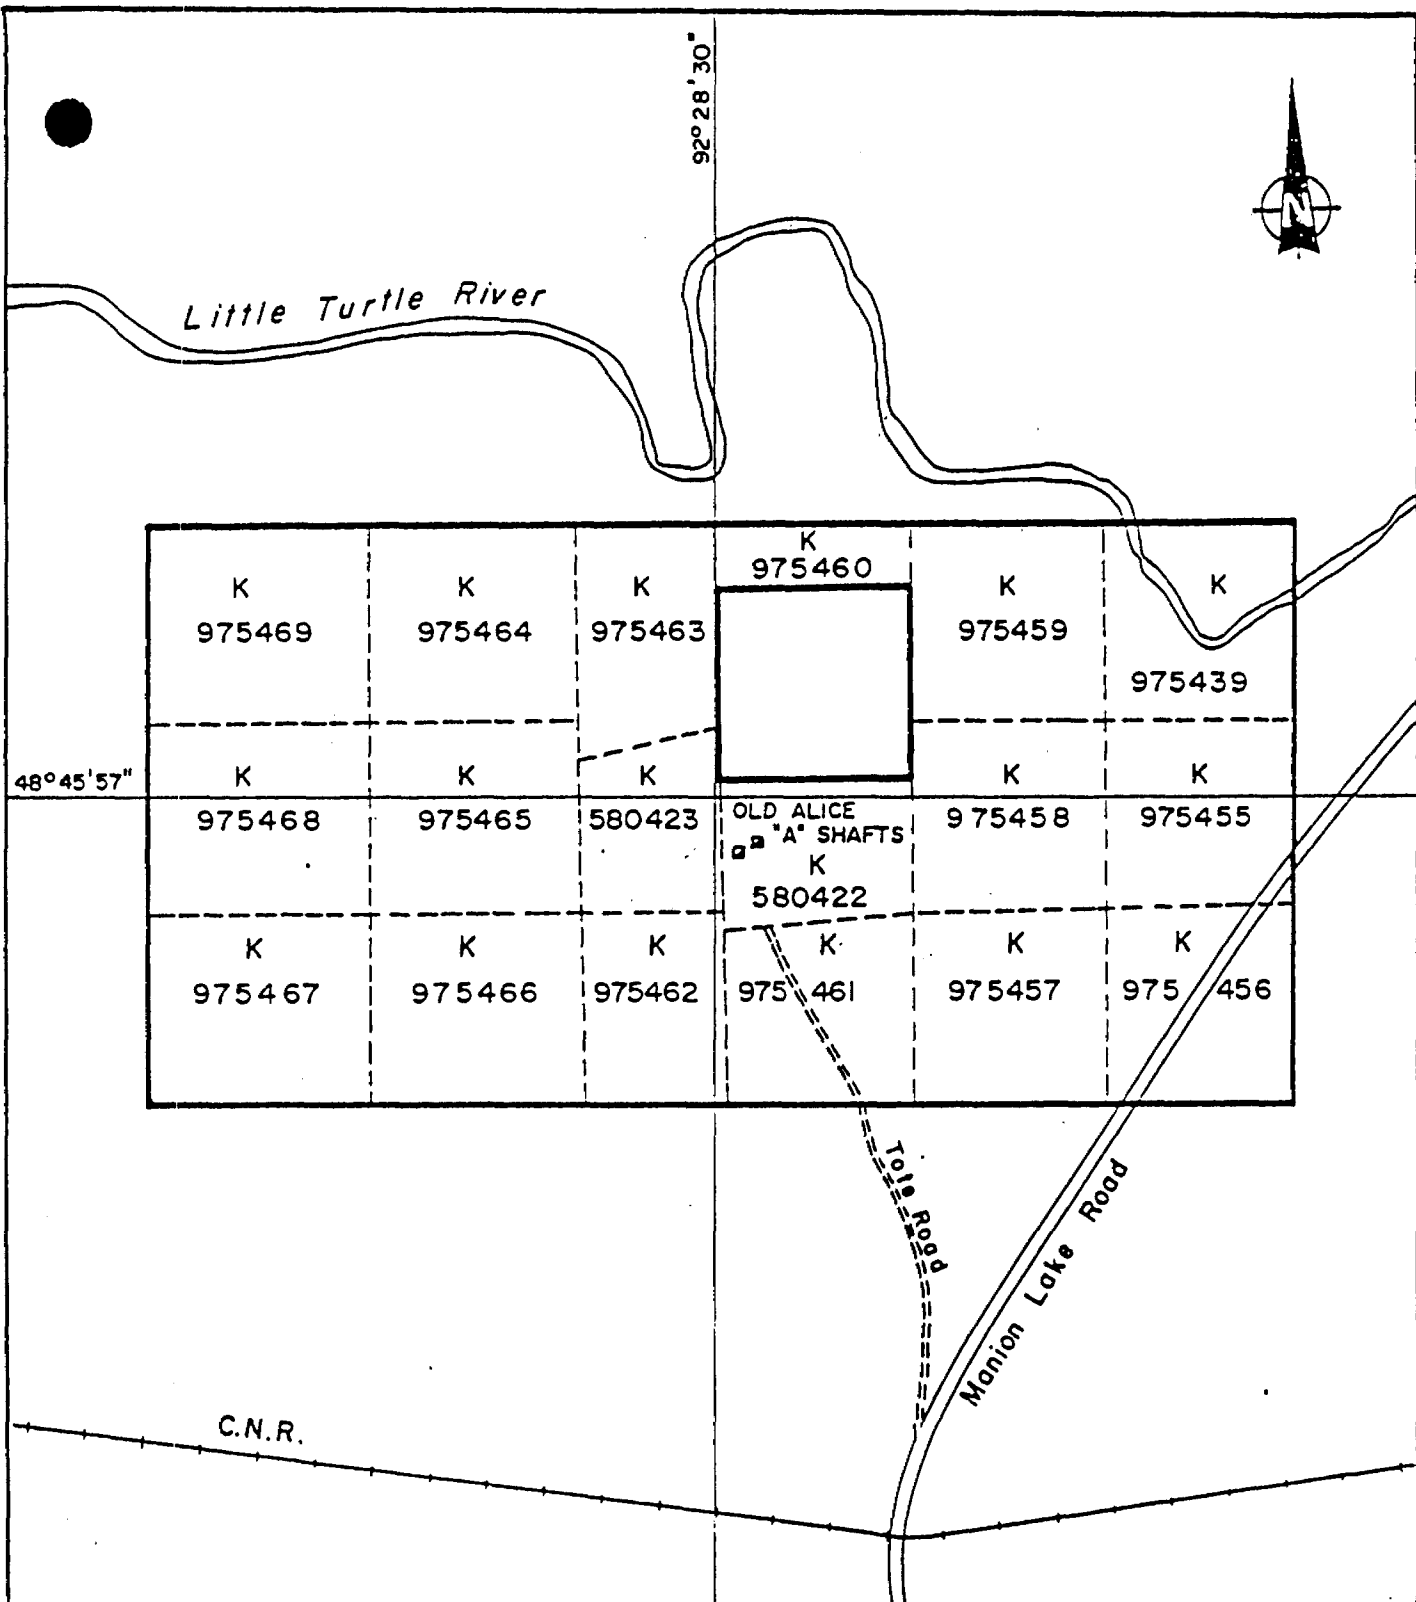 92°28'30"
N
Little Turtle River
K
975460
K
975469
K
975464
K
975463
K
975459
K
975439
48°45'57"
K
975468
K
975465
K
580423
OLD ALICE
"A" SHAFTS
K
580422
K
975458
K
975455
K
975467
K
975466
K
975462
K
975 461
K
975457
K
975 456
Tote Road
Manion Lake Road
C.N.R.